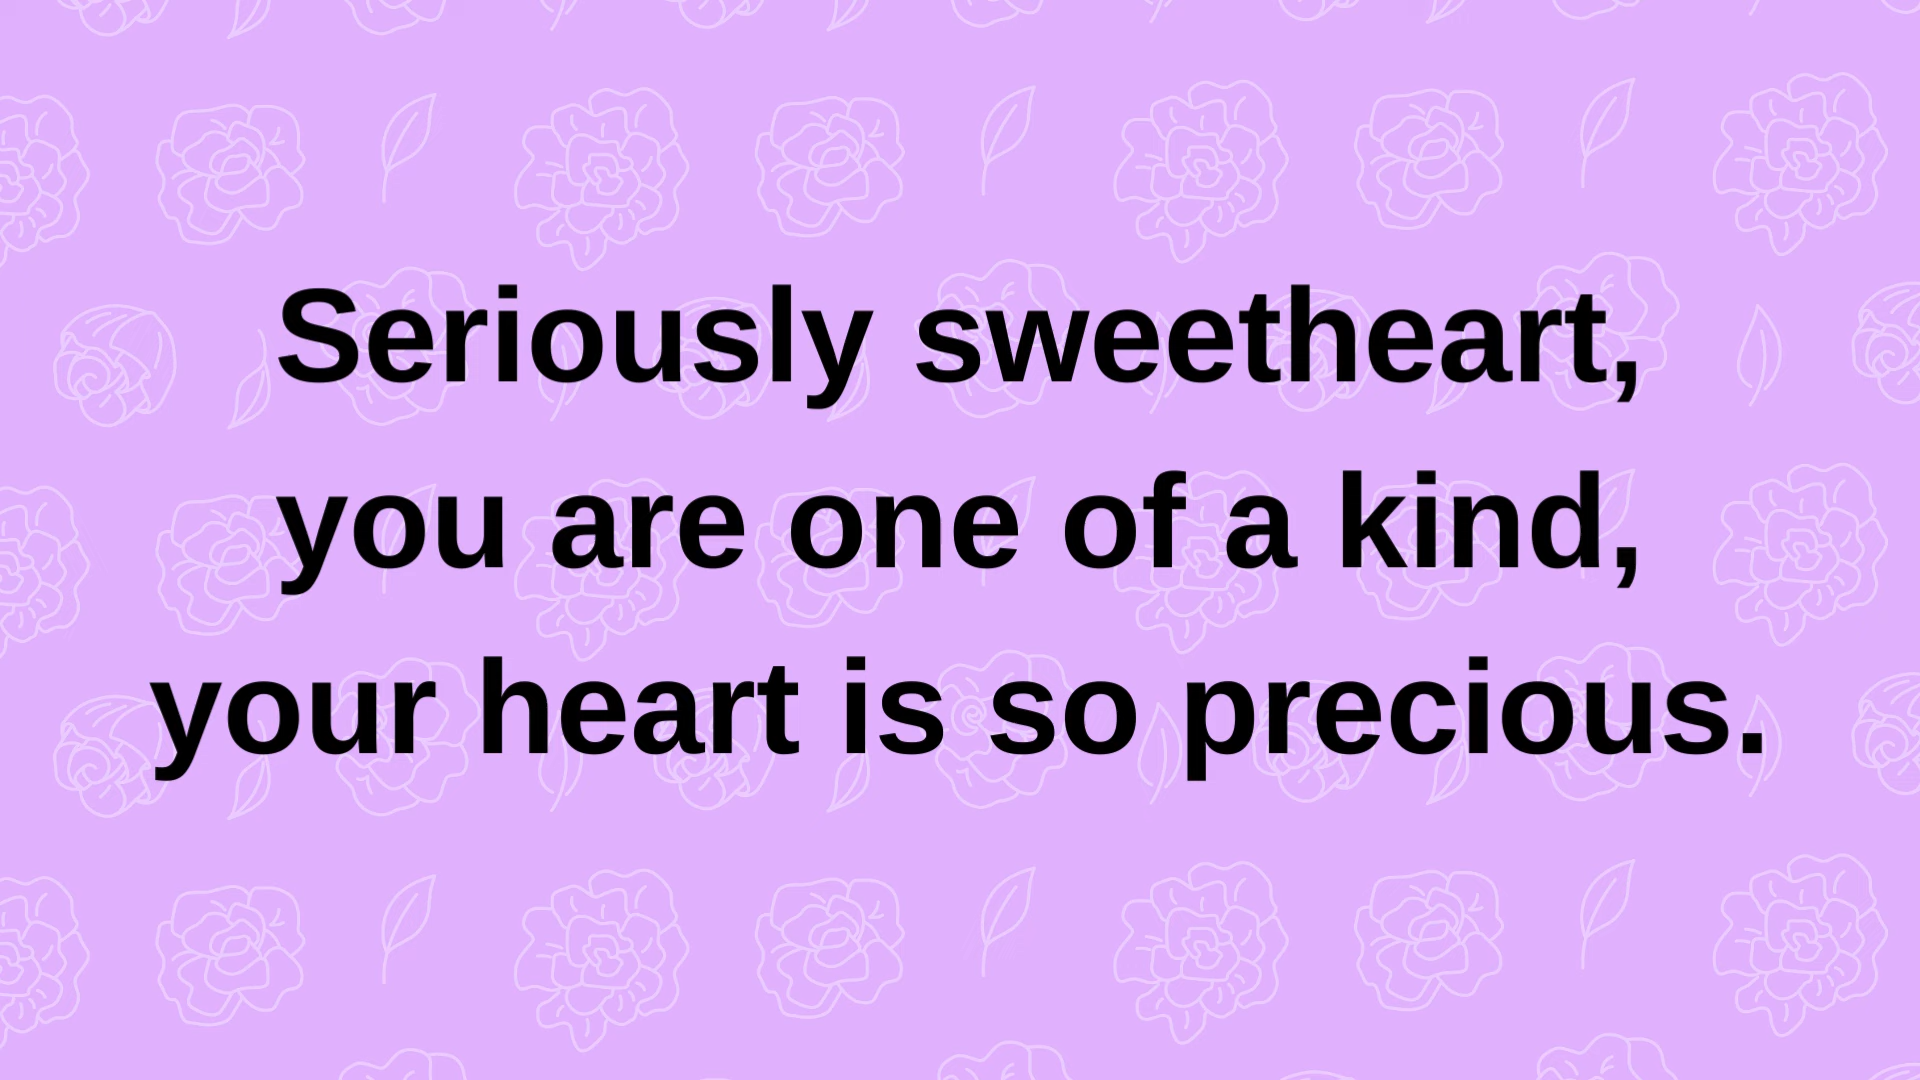 Seriously sweetheart,
you are one of a kind,
your heart is so precious.